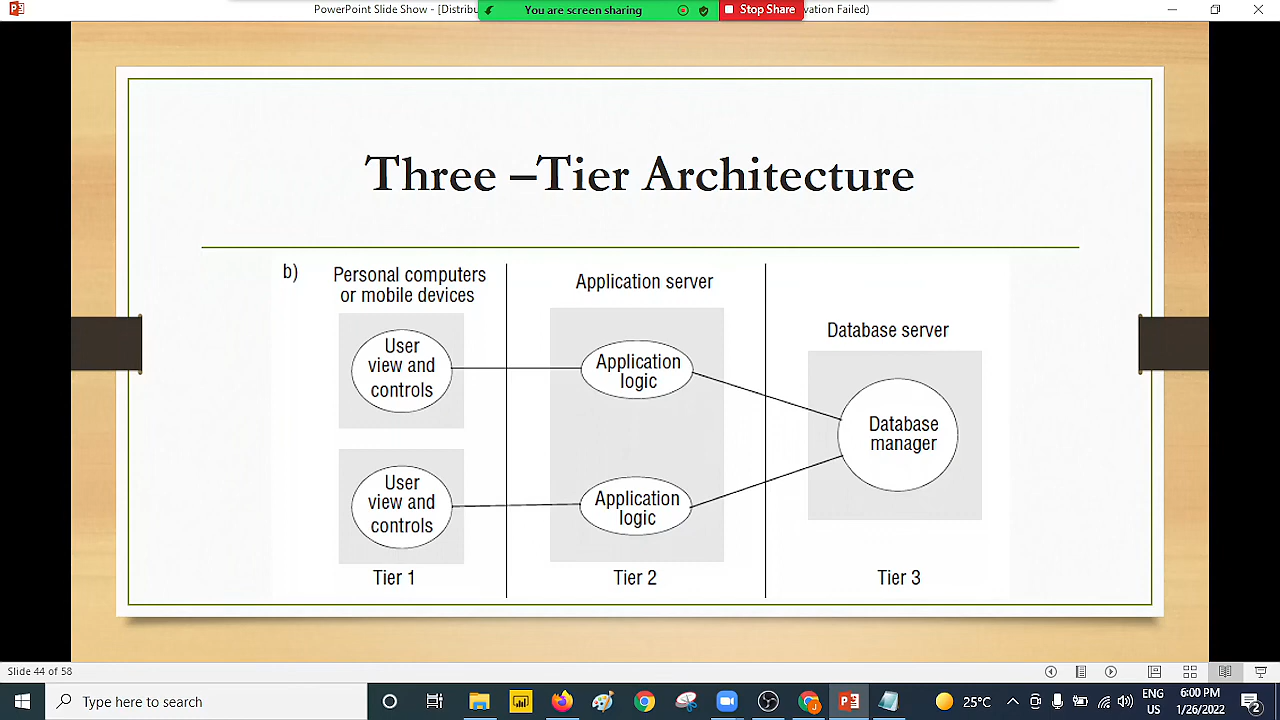 PowerPoint Slide Show - [Distribu
You are screen sharing
Stop Share
vation Failed)
Three –Tier Architecture
b)
Personal computers
or mobile devices
Application server
Database server
User
view and
controls
Application
logic
Database
manager
User
view and
controls
Application
logic
Tier 1
Tier 2
Tier 3
Slide 44 of 58
Type here to search
25°C
ENG
US
6:00 PM
1/26/2022
2